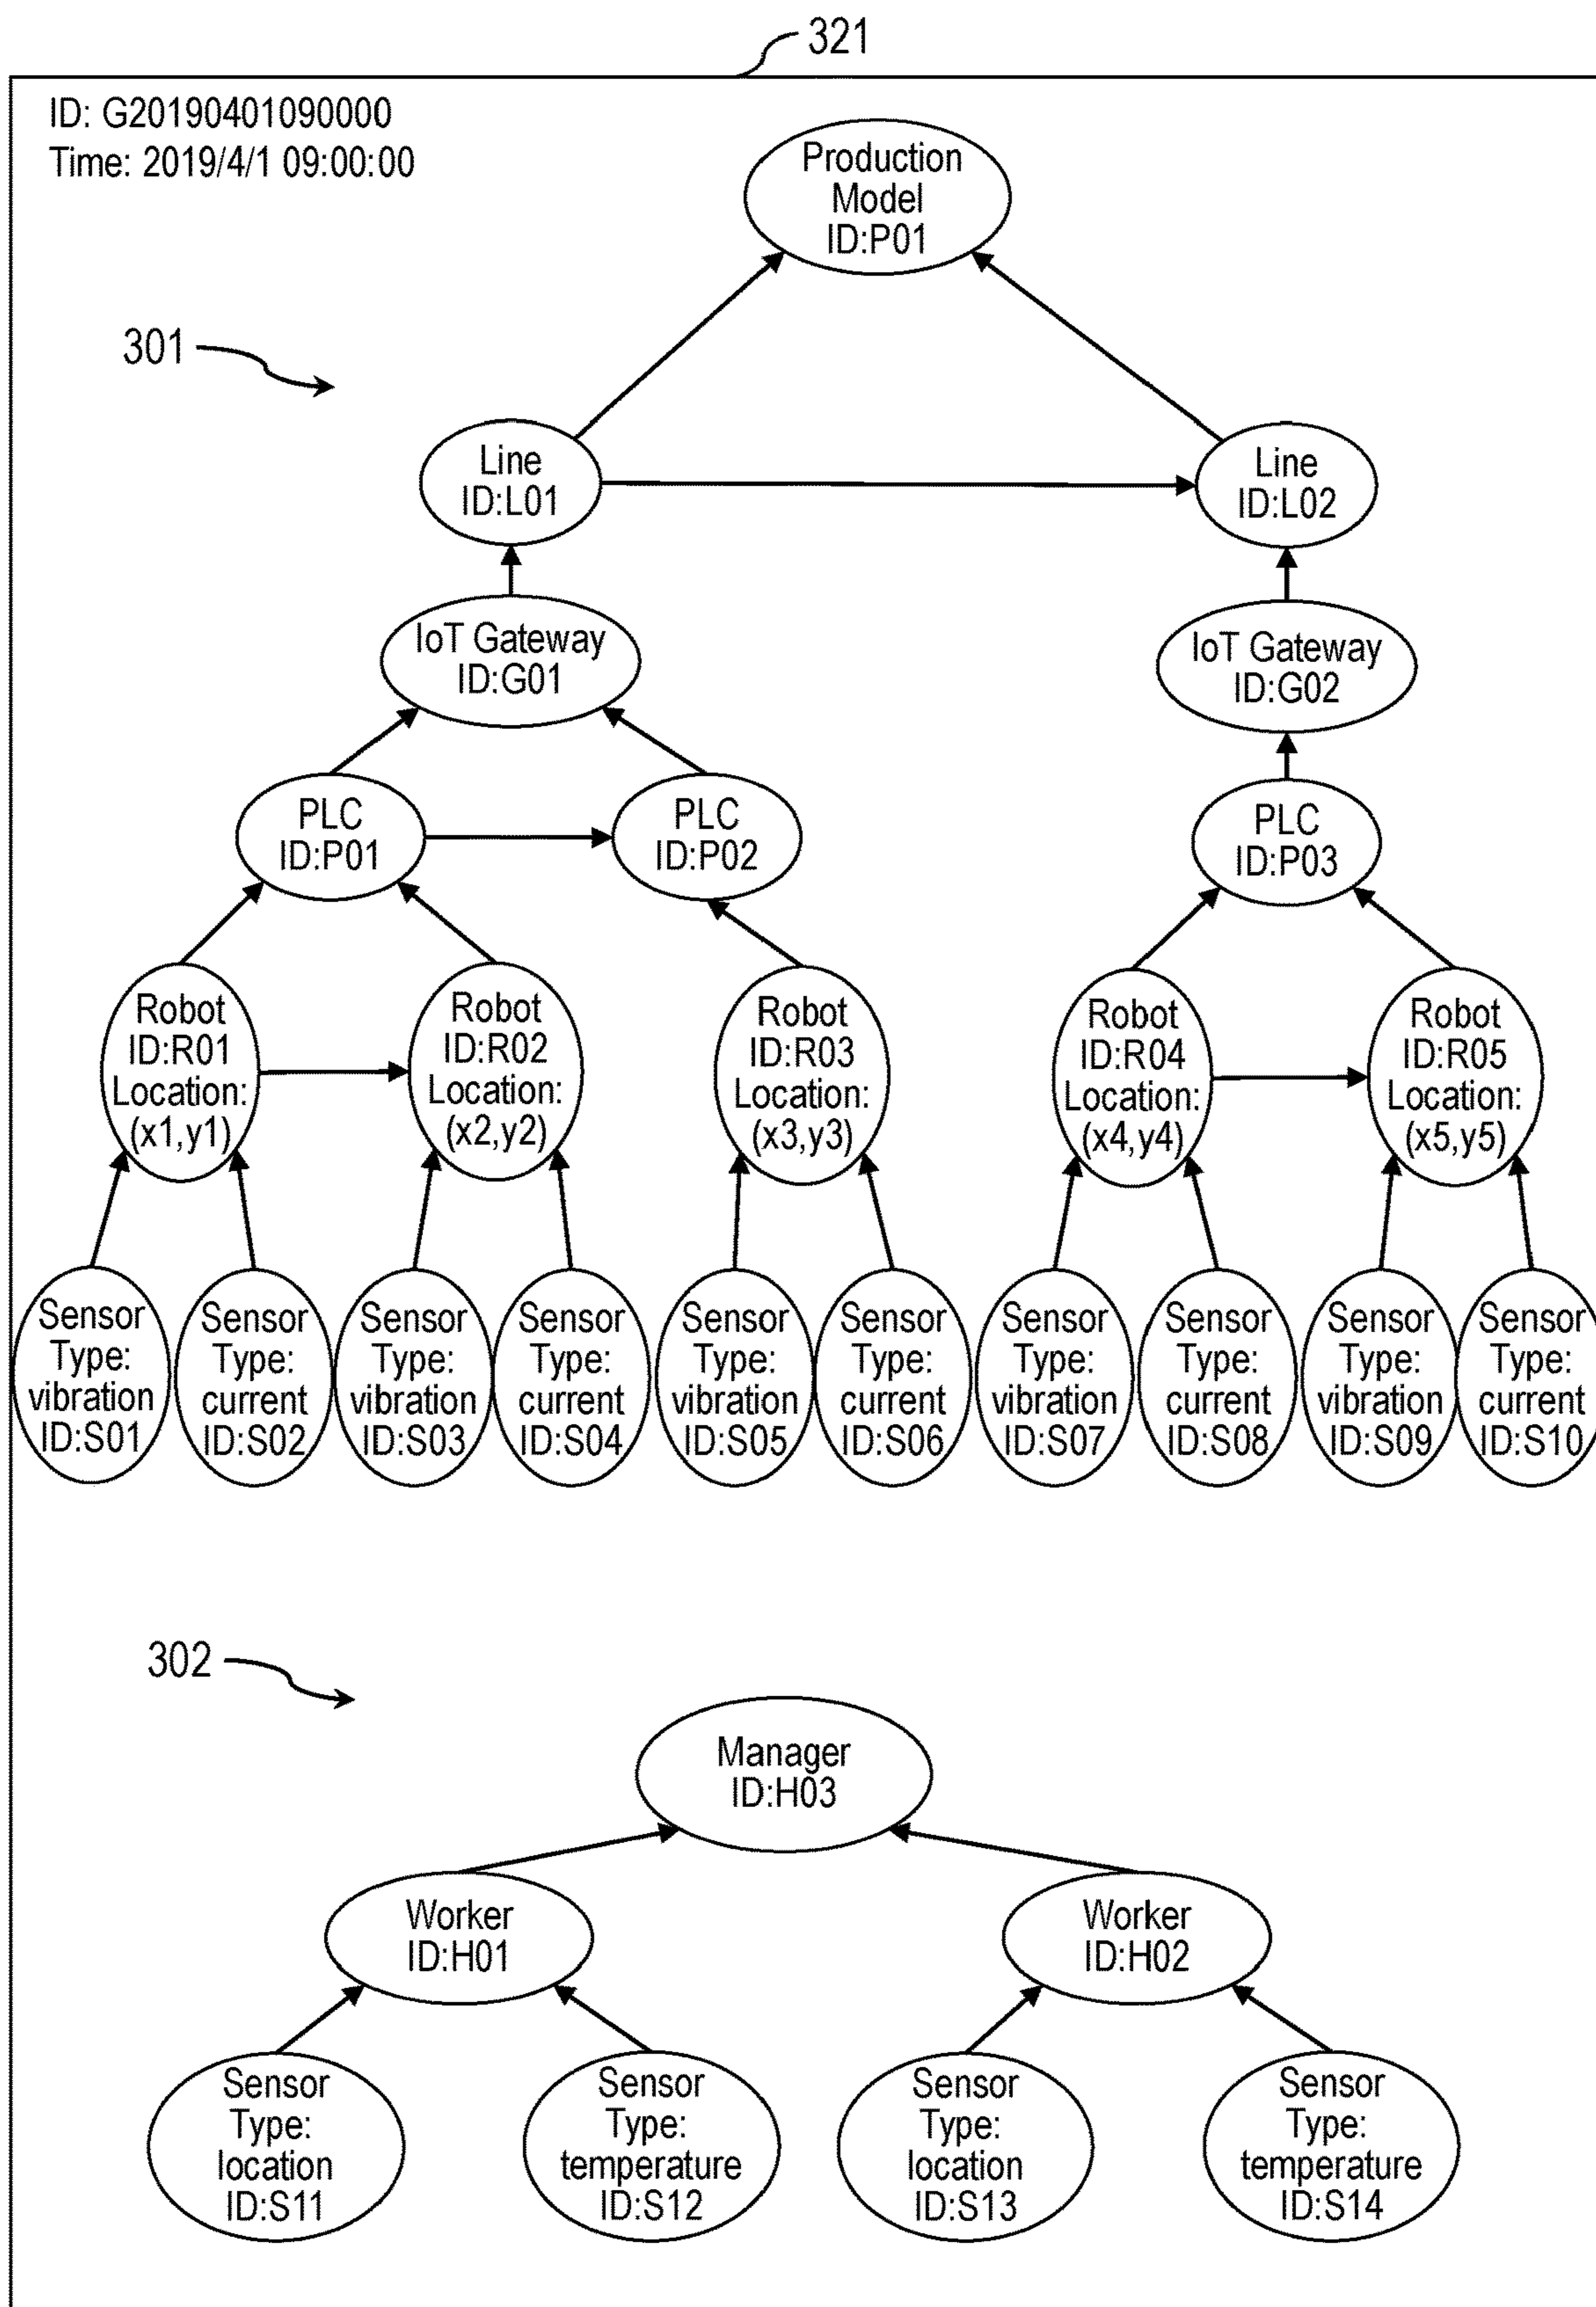 321
ID: G20190401090000
Time: 2019/4/1 09:00:00
Production
Model
ID:P01
301
Line
ID:L01
Line
ID:L02
IoT Gateway
ID:G01
IoT Gateway
ID:G02
PLC
ID:P01
PLC
ID:P02
PLC
ID:P03
Robot
ID:R01
Location:
(x1,y1)
Robot
ID:R02
Location:
(x2,y2)
Robot
ID:R03
Location:
(x3,y3)
Robot
ID:R04
Location:
(x4,y4)
Robot
ID:R05
Location:
(x5,y5)
Sensor
Type:
vibration
ID:S01
Sensor
Type:
current
ID:S02
Sensor
Type:
vibration
ID:S03
Sensor
Type:
current
ID:S04
Sensor
Type:
vibration
ID:S05
Sensor
Type:
current
ID:S06
Sensor
Type:
vibration
ID:S07
Sensor
Type:
current
ID:S08
Sensor
Type:
vibration
ID:S09
Sensor
Type:
current
ID:S10
302
Manager
ID:H03
Worker
ID:H01
Worker
ID:H02
Sensor
Type:
location
ID:S11
Sensor
Type:
temperature
ID:S12
Sensor
Type:
location
ID:S13
Sensor
Type:
temperature
ID:S14